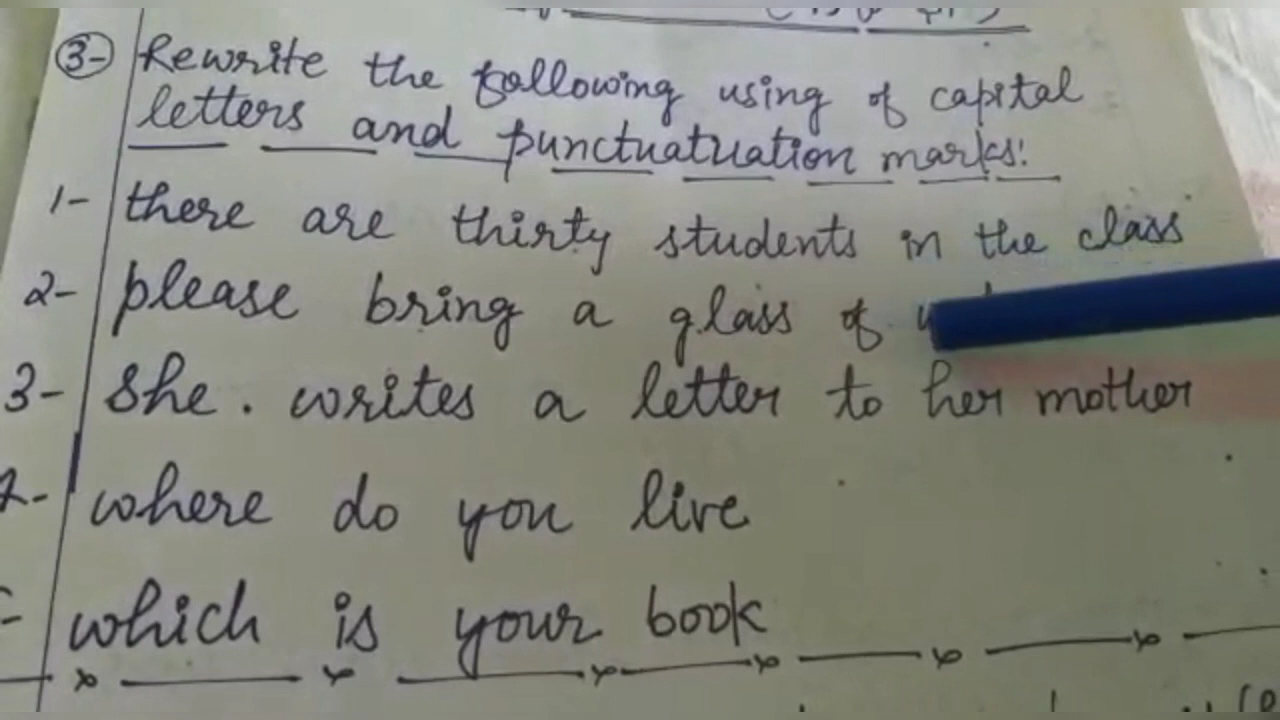 3- Rewrite the following using of capital
letters and punctuatuation marks:
1- there are thirty students in the class
2- please bring a glass of
3- She. writes a letter to her mother
where do you live
which is your book